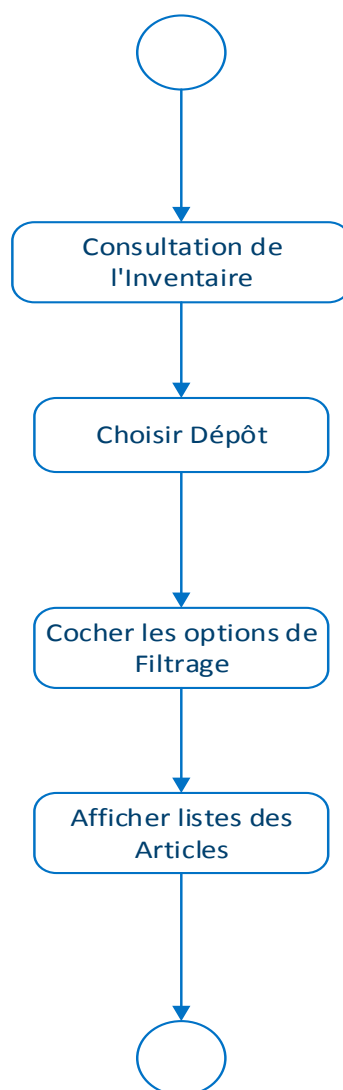 Consultation de
l'Inventaire
Choisir Dépôt
Cocher les options de
Filtrage
Afficher listes des
Articles